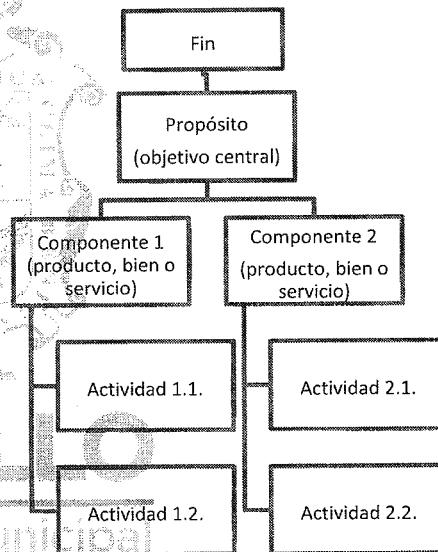 Fin
Propósito
(objetivo central)
Componente 1
(producto, bien o
servicio)
Componente 2
(producto, bien o
servicio)
Actividad 1.1.
Actividad 1.2.
Actividad 2.1.
Actividad 2.2.